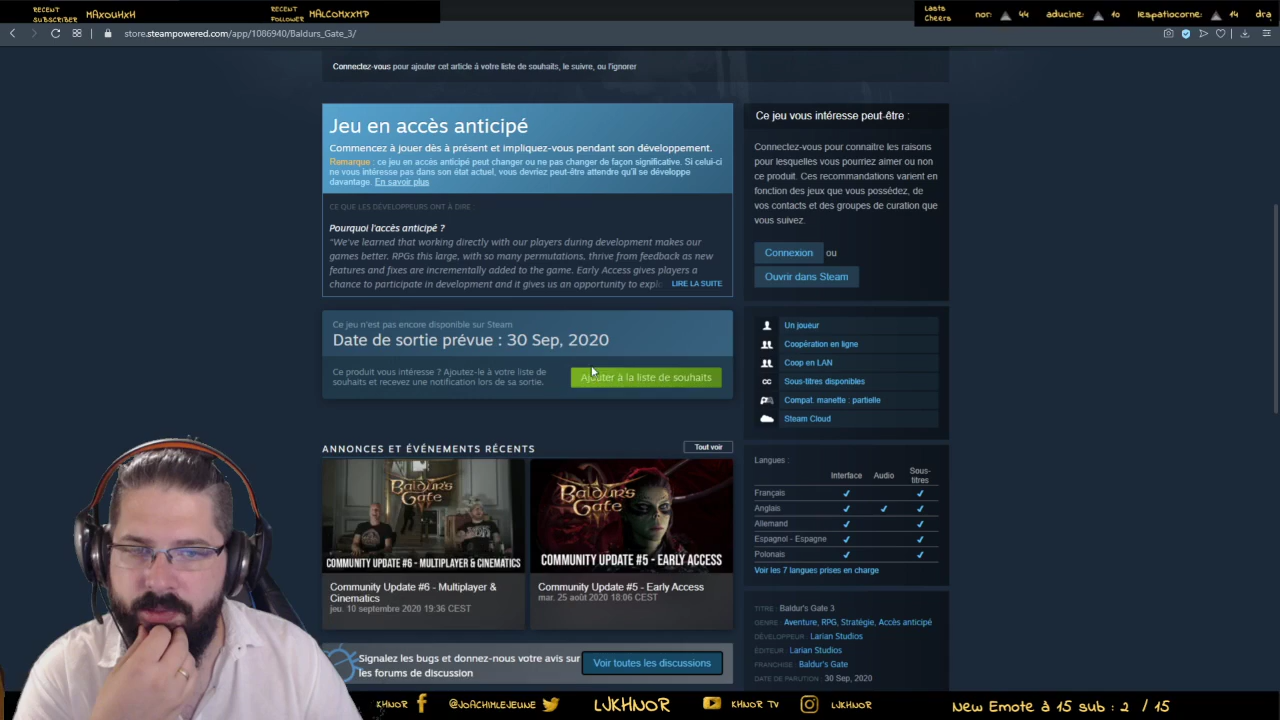 RECENT SUBSCRIBER MAXOUHXH
RECENT FOLLOWER MALCOMXXMP
LASTS CHEERS nor: 44 aducine: 10 lespatiocorne: 14 dra
store.steampowered.com/app/1086940/Baldurs_Gate_3/
Connectez-vous pour ajouter cet article à votre liste de souhaits, le suivre, ou l'ignorer
Jeu en accès anticipé
Commencez à jouer dès à présent et impliquez-vous pendant son développement.
Remarque : ce jeu en accès anticipé peut changer ou ne pas changer de façon significative. Si celui-ci
ne vous intéresse pas dans son état actuel, vous devriez peut-être attendre qu'il se développe
davantage. En savoir plus
CE QUE LES DÉVELOPPEURS ONT À DIRE :
Pourquoi l'accès anticipé ?
“We've learned that working directly with our players during development makes our
games better. RPGs this large, with so many permutations, thrive from feedback as new
features and fixes are incrementally added to the game. Early Access gives players a
chance to participate in development and it gives us an opportunity to explo LIRE LA SUITE
Ce jeu n'est pas encore disponible sur Steam
Date de sortie prévue : 30 Sep, 2020
Ce produit vous intéresse ? Ajoutez-le à votre liste de
souhaits et recevez une notification lors de sa sortie.
Ajouter à la liste de souhaits
ANNONCES ET ÉVÉNEMENTS RÉCENTS
Tout voir
BALDUR'S GATE
COMMUNITY UPDATE #6 - MULTIPLAYER & CINEMATICS
Community Update #6 - Multiplayer &
Cinematics
jeu. 10 septembre 2020 19:36 CEST
BALDUR'S GATE
COMMUNITY UPDATE #5 - EARLY ACCESS
Community Update #5 - Early Access
mar. 25 août 2020 18:06 CEST
Signalez les bugs et donnez-nous votre avis sur
les forums de discussion
Voir toutes les discussions
Ce jeu vous intéresse peut-être :
Connectez-vous pour connaitre les raisons
pour lesquelles vous pourriez aimer ou non
ce produit. Ces recommandations varient en
fonction des jeux que vous possédez, de
vos contacts et des groupes de curation que
vous suivez.
Connexion ou
Ouvrir dans Steam
Un joueur
Coopération en ligne
Coop en LAN
CC Sous-titres disponibles
Compat. manette : partielle
Steam Cloud
Langues :
Interface Audio Sous-
titres
Français ✔ ✔
Anglais ✔ ✔ ✔
Allemand ✔ ✔
Espagnol - Espagne ✔ ✔
Polonais ✔ ✔
Voir les 7 langues prises en charge
TITRE : Baldur's Gate 3
GENRE : Aventure, RPG, Stratégie, Accès anticipé
DÉVELOPPEUR : Larian Studios
ÉDITEUR : Larian Studios
FRANCHISE : Baldur's Gate
DATE DE PARUTION : 30 Sep, 2020
KHNOR @JOACHIMLEJEUNE LVKHNOR KHNOR TV LVKHNOR New Emote à 15 sub : 2 / 15